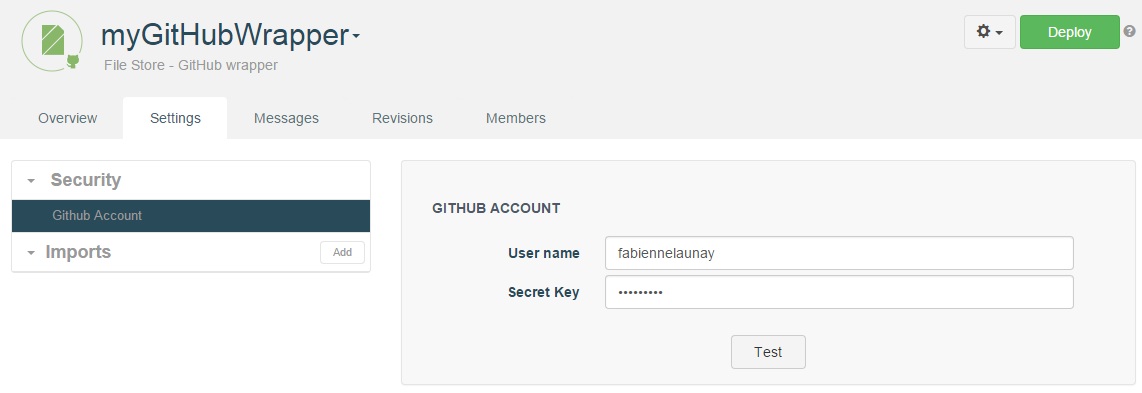 myGitHubWrapper
Deploy
File Store - GitHub wrapper
Overview Settings Messages Revisions Members
Security
Github Account
Imports Add
GITHUB ACCOUNT
User name fabiennelaunay
Secret Key •••••••••
Test